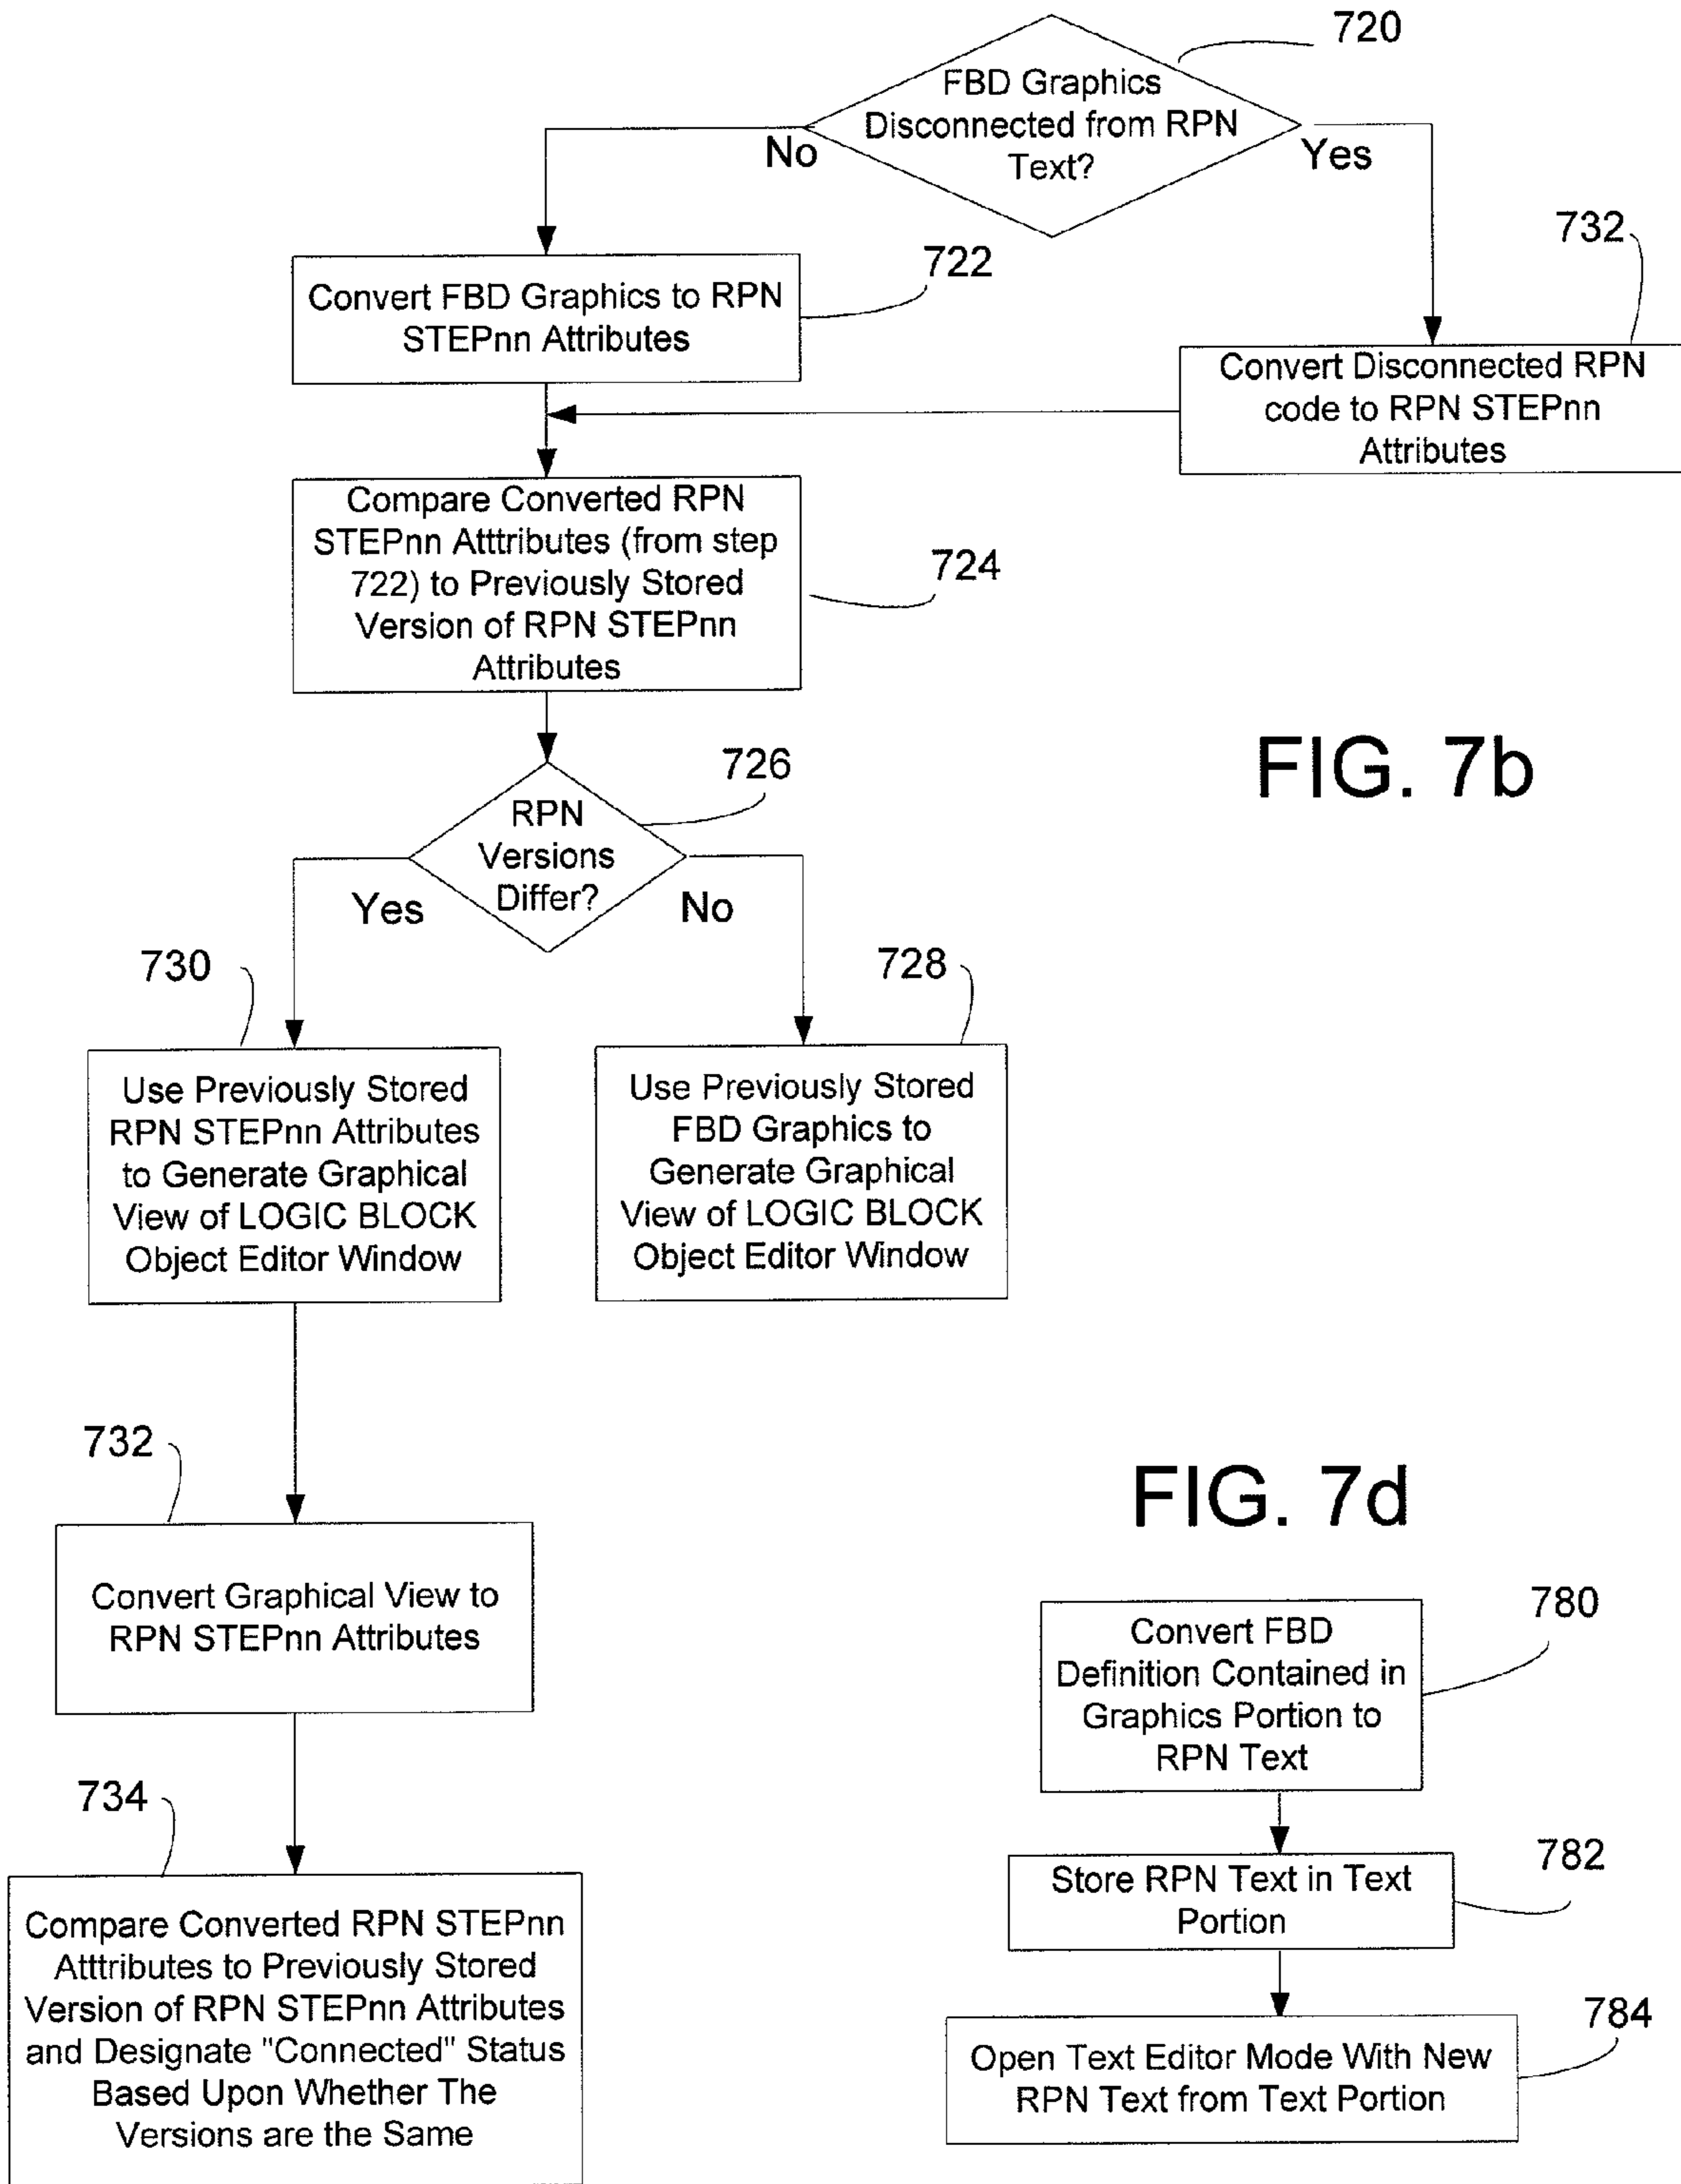 720
FBD Graphics
Disconnected from RPN
Text?
No
Yes
732
722
Convert FBD Graphics to RPN
STEPnn Attributes
Convert Disconnected RPN
code to RPN STEPnn
Attributes
Compare Converted RPN
STEPnn Atttributes (from step
722) to Previously Stored
Version of RPN STEPnn
Attributes
724
FIG. 7b
726
RPN
Versions
Differ?
Yes
No
730
728
Use Previously Stored
RPN STEPnn Attributes
to Generate Graphical
View of LOGIC BLOCK
Object Editor Window
Use Previously Stored
FBD Graphics to
Generate Graphical
View of LOGIC BLOCK
Object Editor Window
732
Convert Graphical View to
RPN STEPnn Attributes
734
Compare Converted RPN STEPnn
Atttributes to Previously Stored
Version of RPN STEPnn Attributes
and Designate "Connected" Status
Based Upon Whether The
Versions are the Same
FIG. 7d
780
Convert FBD
Definition Contained in
Graphics Portion to
RPN Text
782
Store RPN Text in Text
Portion
784
Open Text Editor Mode With New
RPN Text from Text Portion